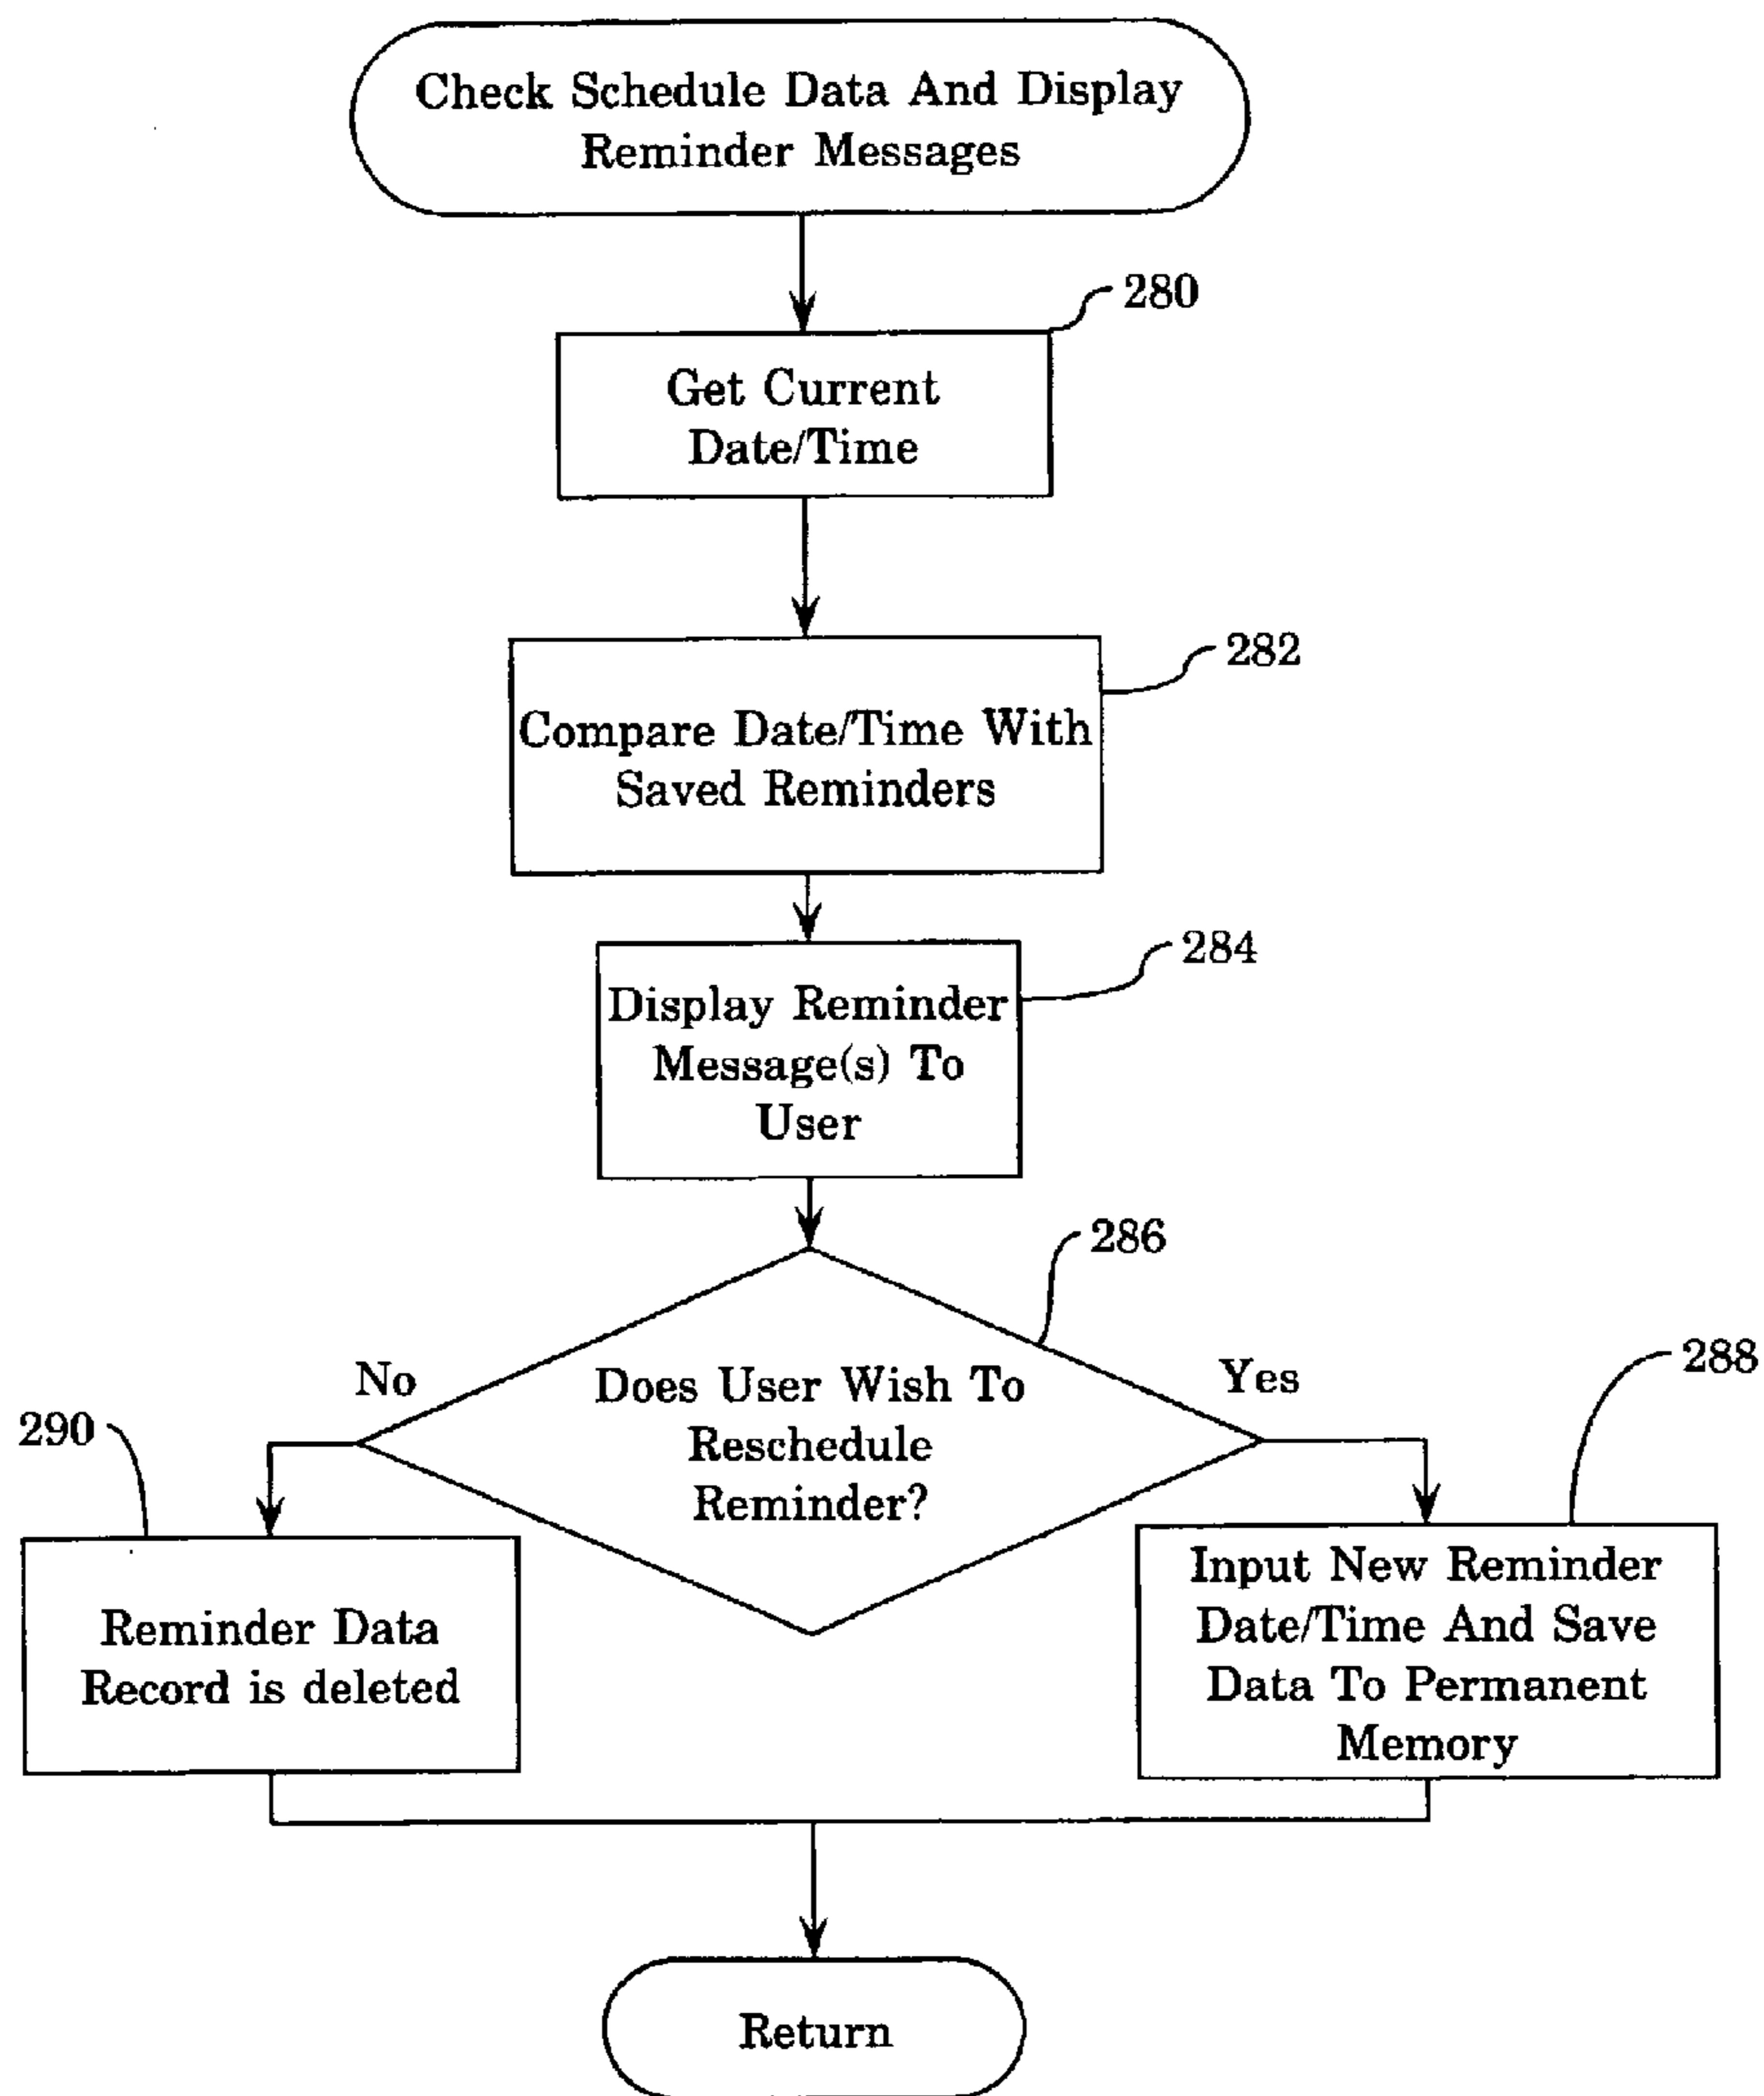 Check Schedule Data And Display
Reminder Messages
280
Get Current
Date/Time
282
Compare Date/Time With
Saved Reminders
284
Display Reminder
Message(s) To
User
286
Does User Wish To
Reschedule
Reminder?
No
Yes
290
Reminder Data
Record is deleted
288
Input New Reminder
Date/Time And Save
Data To Permanent
Memory
Return